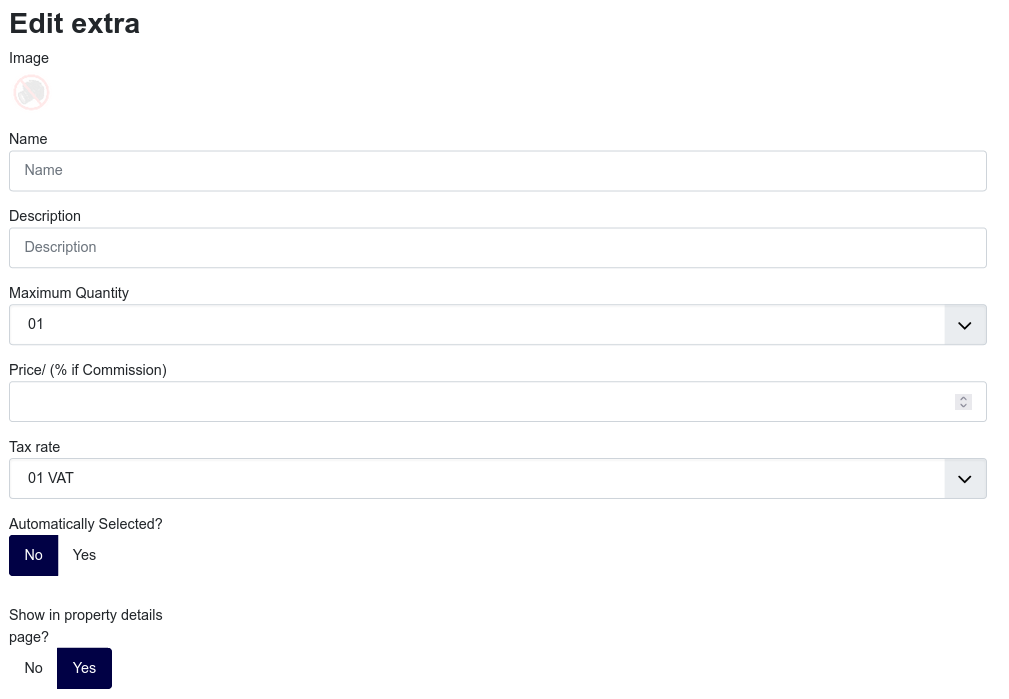 Edit extra
Image
Name
Name
Description
Description
Maximum Quantity
01
Price/ (% if Commission)
Tax rate
01 VAT
Automatically Selected?
No Yes
Show in property details
page?
No Yes